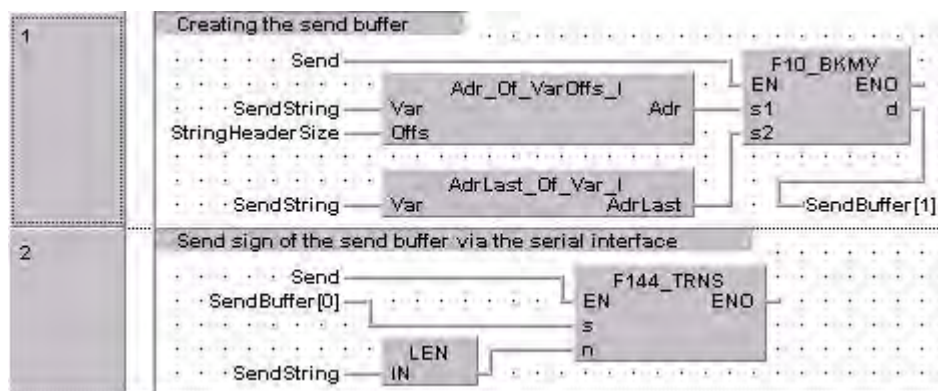 1
Creating the send buffer
Send
F10_BKMV
Adr_Of_VarOffs_I
EN ENO
SendString
Var Adr
s1 d
StringHeaderSize
Offs
s2
AdrLast_Of_Var_I
SendString
Var AdrLast
SendBuffer[1]
2
Send sign of the send buffer via the serial interface
Send
F144_TRNS
SendBuffer[0]
EN ENO
s
LEN
n
SendString
IN